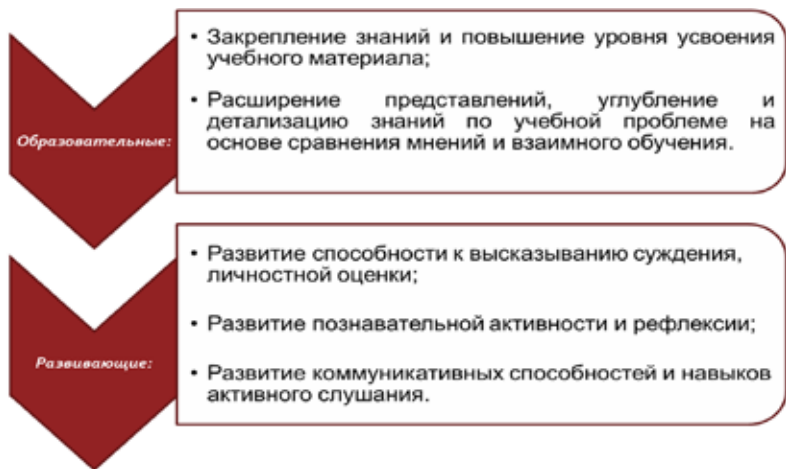 Образовательные:
• Закрепление знаний и повышение уровня усвоения
учебного материала;
• Расширение представлений, углубление и
детализацию знаний по учебной проблеме на
основе сравнения мнений и взаимного обучения.
Развивающие:
• Развитие способности к высказыванию суждения,
личностной оценки;
• Развитие познавательной активности и рефлексии;
• Развитие коммуникативных способностей и навыков
активного слушания.